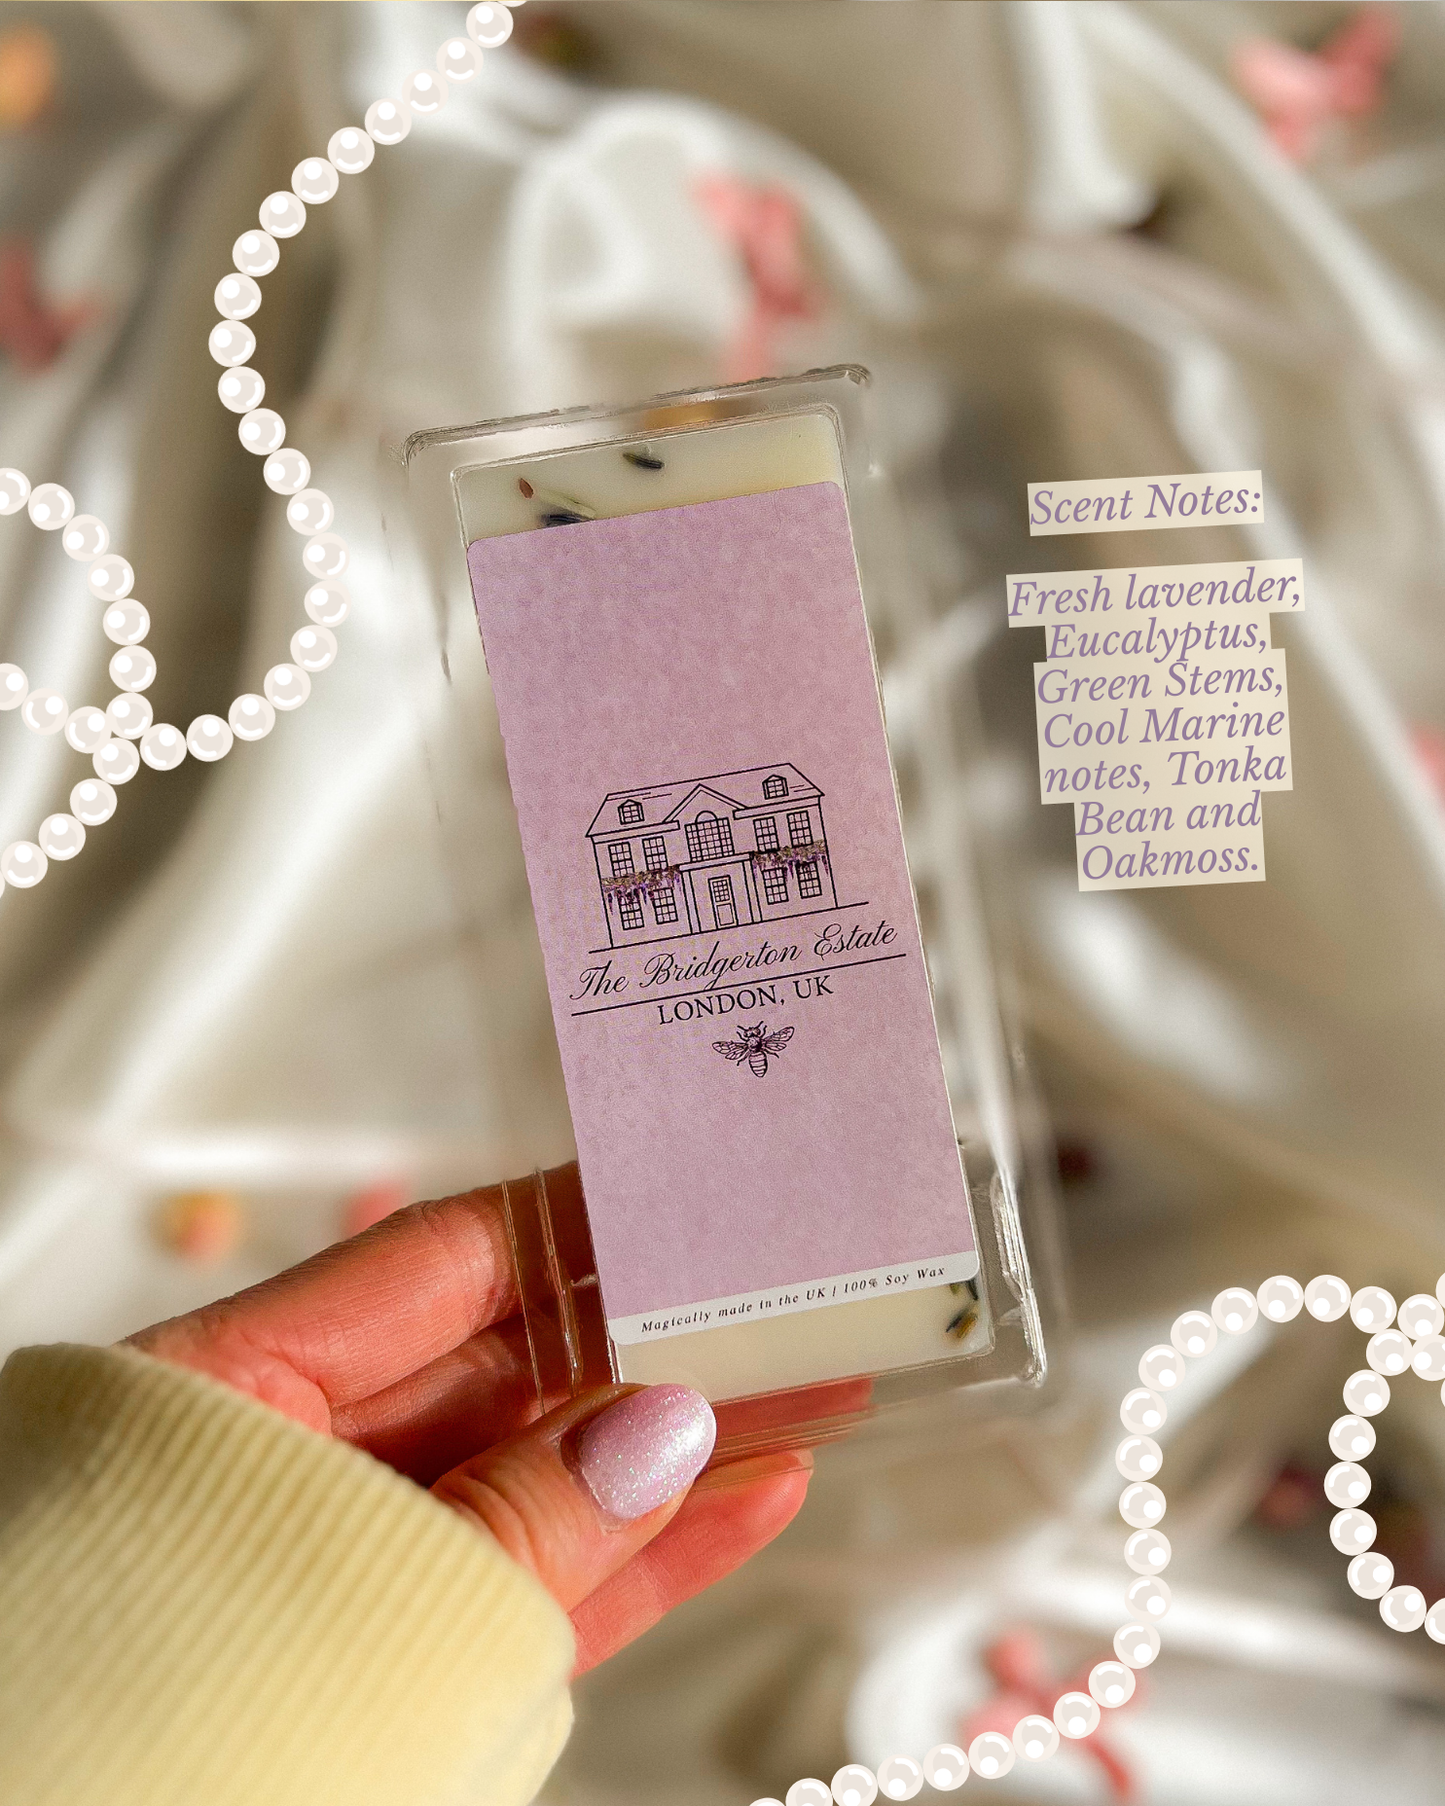 Scent Notes:
Fresh lavender,
Eucalyptus,
Green Stems,
Cool Marine
notes, Tonka
Bean and
Oakmoss.
The Bridgerton Estate
LONDON, UK
Magically made in the UK | 100% Soy Wax